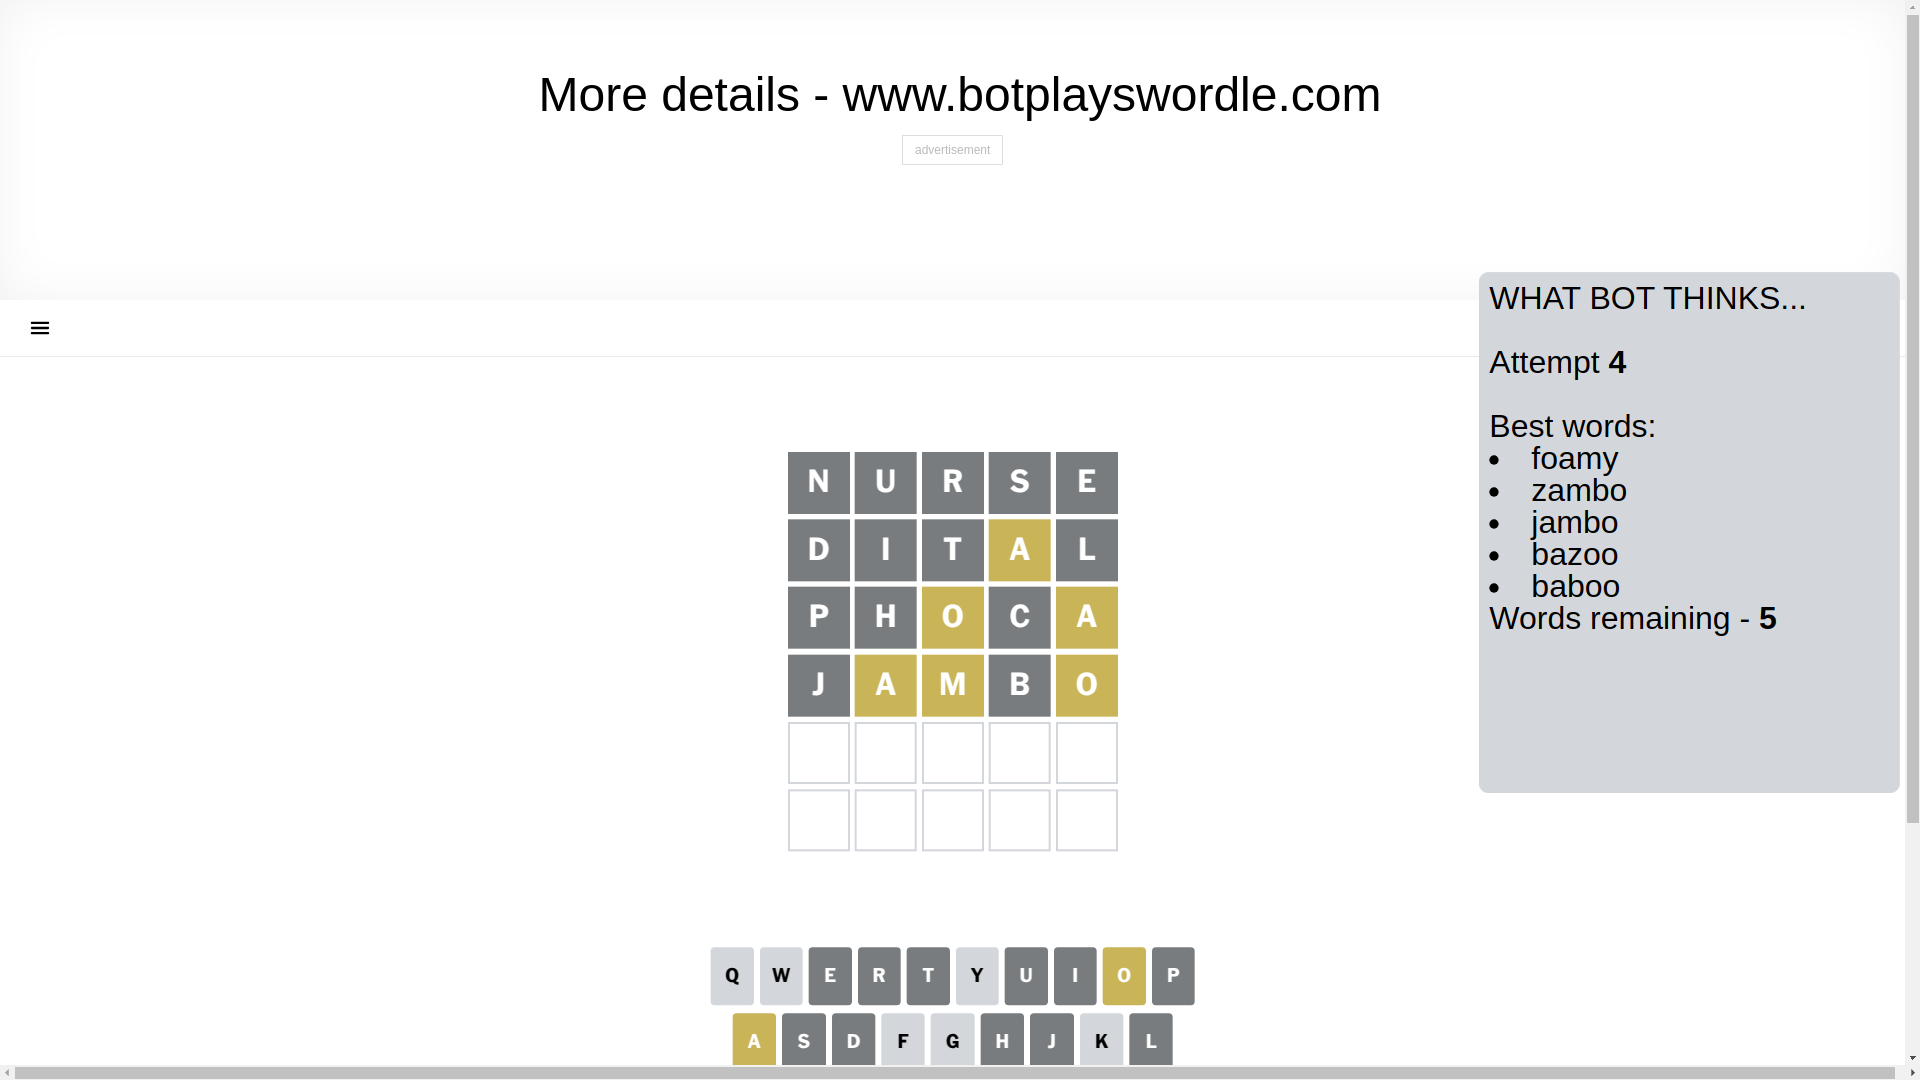 More details - www.botplayswordle.com
advertisement
WHAT BOT THINKS...
Attempt 4
Best words:
foamy
zambo
jambo
bazoo
baboo
Words remaining - 5
N U R S E
D I T A L
P H O C A
J A M B O
Q W E R T Y U I O P
A S D F G H J K L